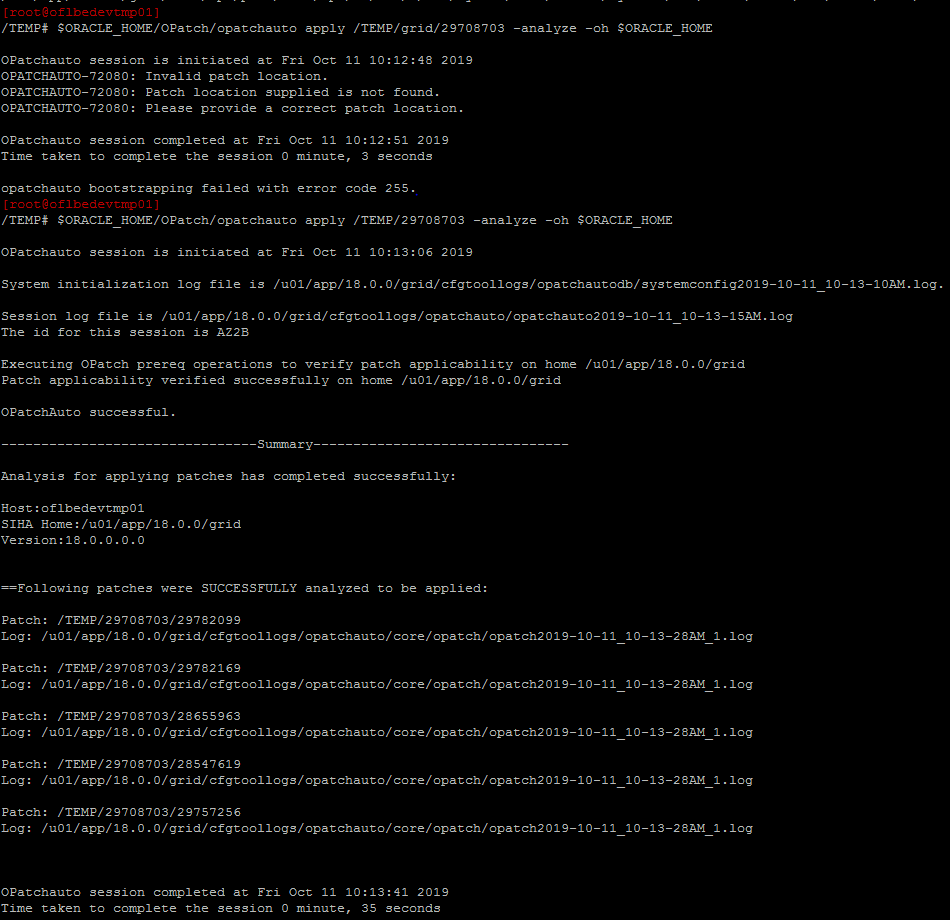 [root@oflbedevtmp01]
/TEMP# $ORACLE_HOME/OPatch/opatchauto apply /TEMP/grid/29708703 -analyze -oh $ORACLE_HOME
OPatchauto session is initiated at Fri Oct 11 10:12:48 2019
OPATCHAUTO-72080: Invalid patch location.
OPATCHAUTO-72080: Patch location supplied is not found.
OPATCHAUTO-72080: Please provide a correct patch location.
OPatchauto session completed at Fri Oct 11 10:12:51 2019
Time taken to complete the session 0 minute, 3 seconds
opatchauto bootstrapping failed with error code 255.
[root@oflbedevtmp01]
/TEMP# $ORACLE_HOME/OPatch/opatchauto apply /TEMP/29708703 -analyze -oh $ORACLE_HOME
OPatchauto session is initiated at Fri Oct 11 10:13:06 2019
System initialization log file is /u01/app/18.0.0/grid/cfgtoollogs/opatchautodb/systemconfig2019-10-11_10-13-10AM.log.
Session log file is /u01/app/18.0.0/grid/cfgtoollogs/opatchauto/opatchauto2019-10-11_10-13-15AM.log
The id for this session is AZ2B
Executing OPatch prereq operations to verify patch applicability on home /u01/app/18.0.0/grid
Patch applicability verified successfully on home /u01/app/18.0.0/grid
OPatchAuto successful.
--------------------------------Summary--------------------------------
Analysis for applying patches has completed successfully:
Host:oflbedevtmp01
SIHA Home:/u01/app/18.0.0/grid
Version:18.0.0.0.0
==Following patches were SUCCESSFULLY analyzed to be applied:
Patch: /TEMP/29708703/29782099
Log: /u01/app/18.0.0/grid/cfgtoollogs/opatchauto/core/opatch/opatch2019-10-11_10-13-28AM_1.log
Patch: /TEMP/29708703/29782169
Log: /u01/app/18.0.0/grid/cfgtoollogs/opatchauto/core/opatch/opatch2019-10-11_10-13-28AM_1.log
Patch: /TEMP/29708703/28655963
Log: /u01/app/18.0.0/grid/cfgtoollogs/opatchauto/core/opatch/opatch2019-10-11_10-13-28AM_1.log
Patch: /TEMP/29708703/28547619
Log: /u01/app/18.0.0/grid/cfgtoollogs/opatchauto/core/opatch/opatch2019-10-11_10-13-28AM_1.log
Patch: /TEMP/29708703/29757256
Log: /u01/app/18.0.0/grid/cfgtoollogs/opatchauto/core/opatch/opatch2019-10-11_10-13-28AM_1.log
OPatchauto session completed at Fri Oct 11 10:13:41 2019
Time taken to complete the session 0 minute, 35 seconds